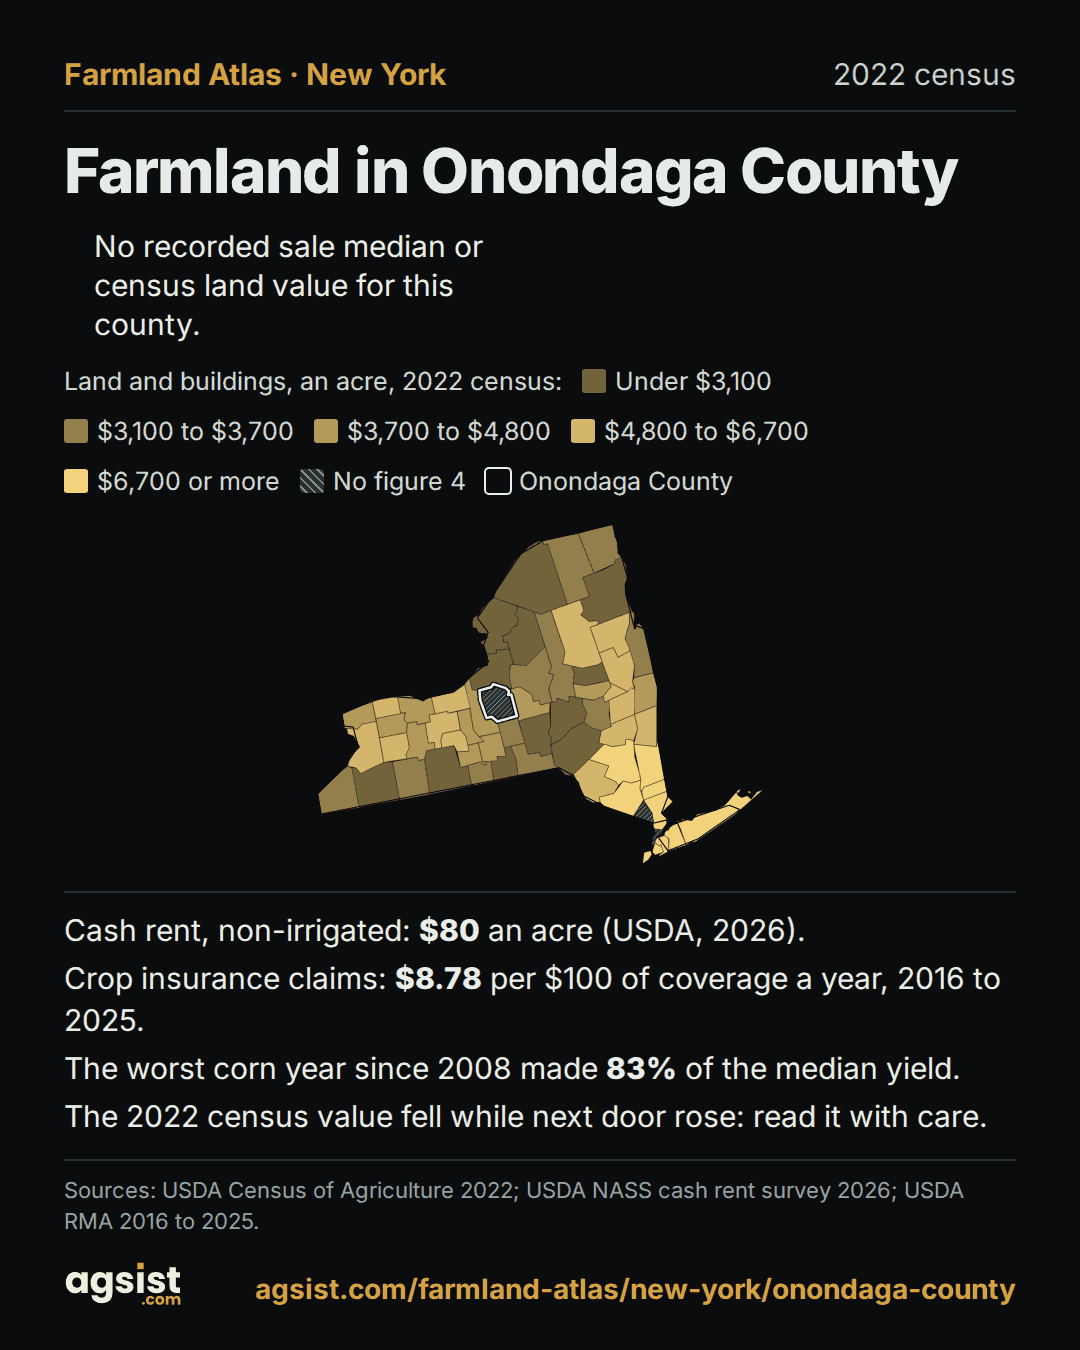 Farmland Atlas · New York
2022 census
Farmland in Onondaga County
No recorded sale median or
census land value for this
county.
Land and buildings, an acre, 2022 census: Under $3,100
$3,100 to $3,700 $3,700 to $4,800 $4,800 to $6,700
$6,700 or more No figure 4 Onondaga County
Cash rent, non-irrigated: $80 an acre (USDA, 2026).
Crop insurance claims: $8.78 per $100 of coverage a year, 2016 to
2025.
The worst corn year since 2008 made 83% of the median yield.
The 2022 census value fell while next door rose: read it with care.
Sources: USDA Census of Agriculture 2022; USDA NASS cash rent survey 2026; USDA
RMA 2016 to 2025.
agsist
.com
agsist.com/farmland-atlas/new-york/onondaga-county